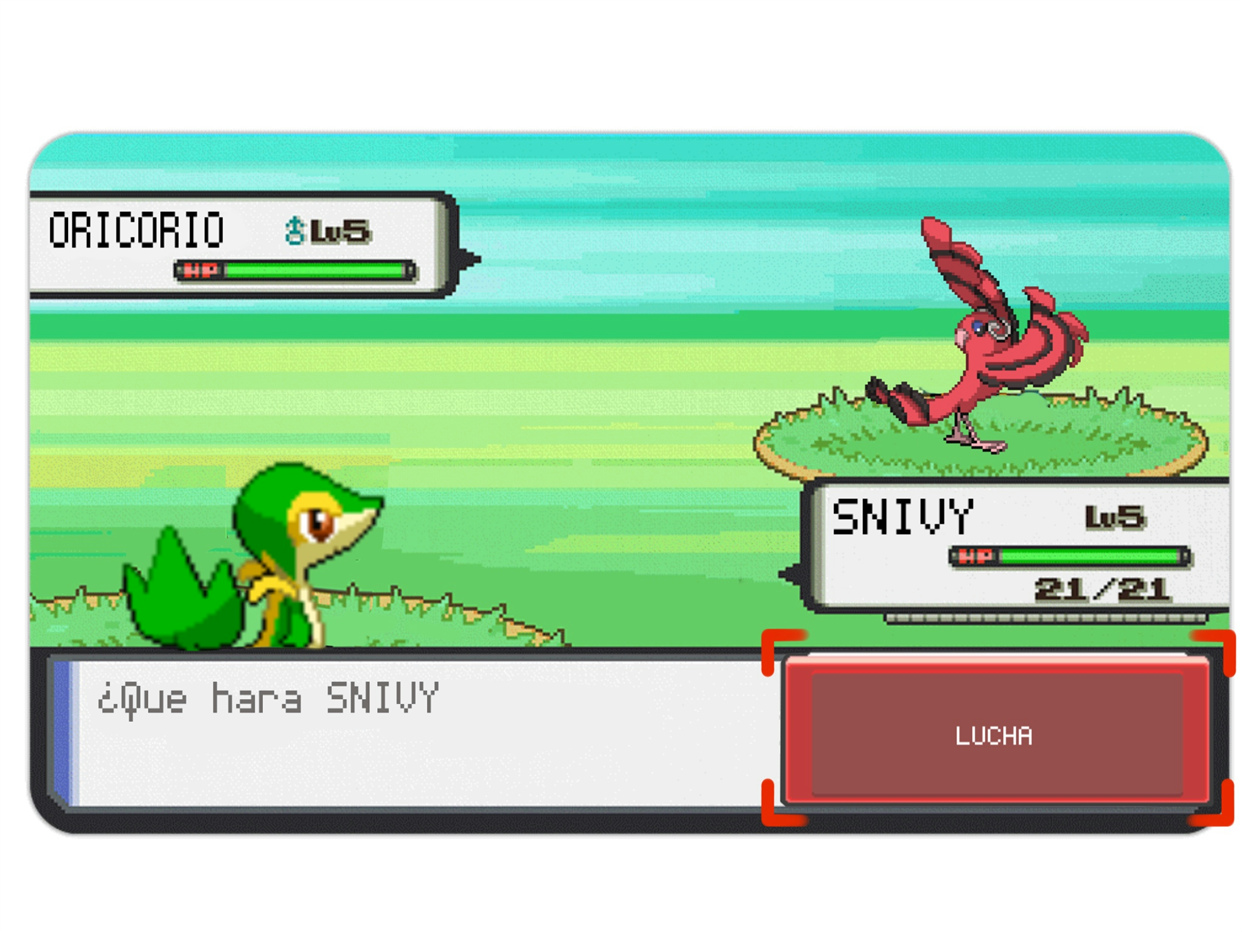 ORICORIO ♂Lv5
HP
SNIVY Lv5
HP
21/21
¿Que hara SNIVY
LUCHA